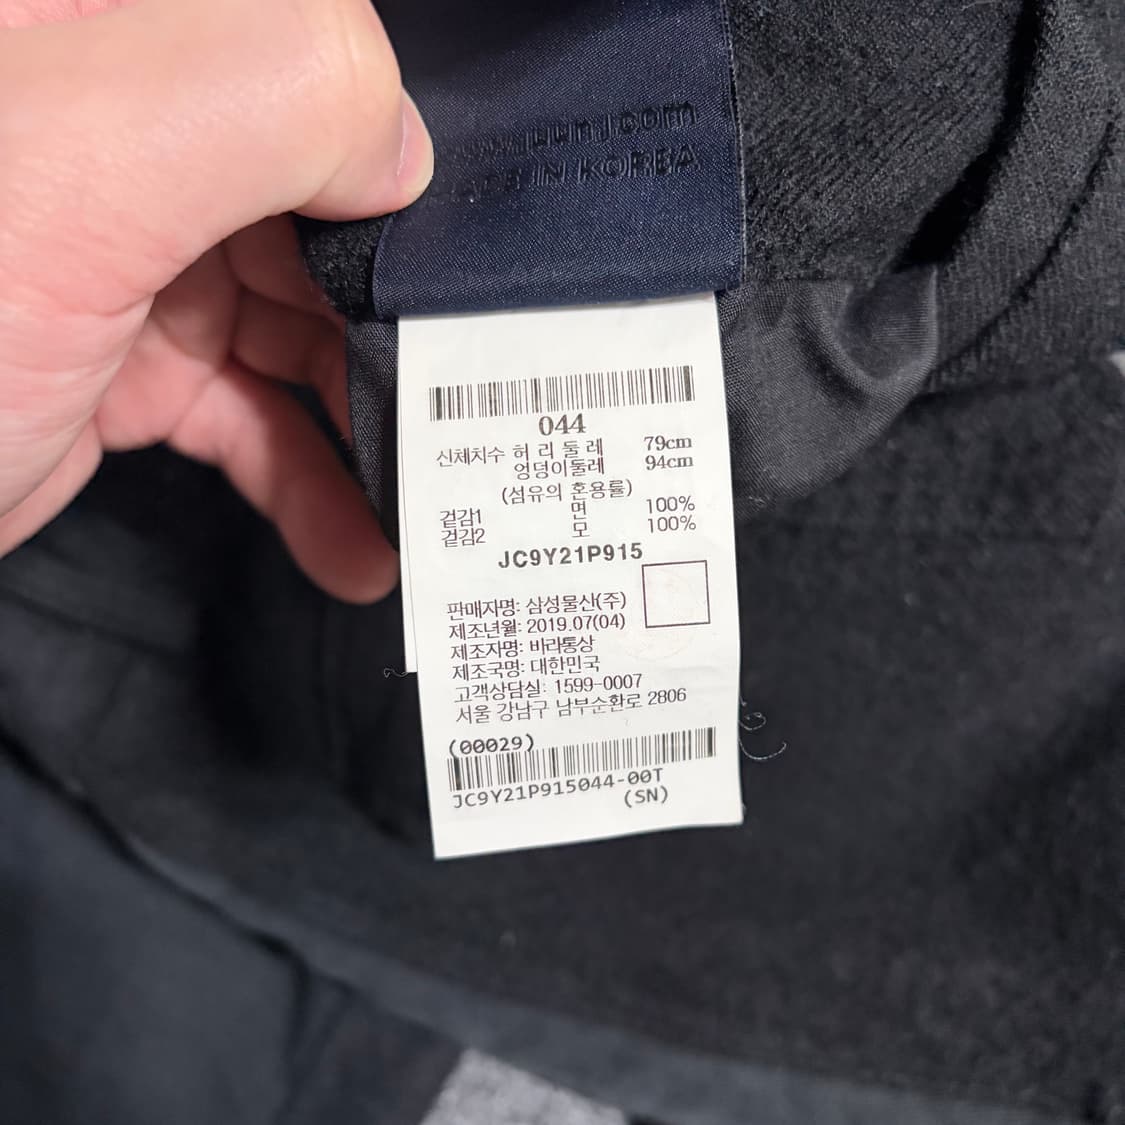 MADE IN KOREA
044
신체치수 허 리 둘 레 79cm
엉덩이둘레 94cm
(섬유의 혼용률)
겉감1 면 100%
겉감2 모 100%
JC9Y21P915
판매자명: 삼성물산(주)
제조년월: 2019.07(04)
제조자명: 바라통상
제조국명: 대한민국
고객상담실: 1599-0007
서울 강남구 남부순환로 2806
(00029)
JC9Y21P915044-00T
(SN)